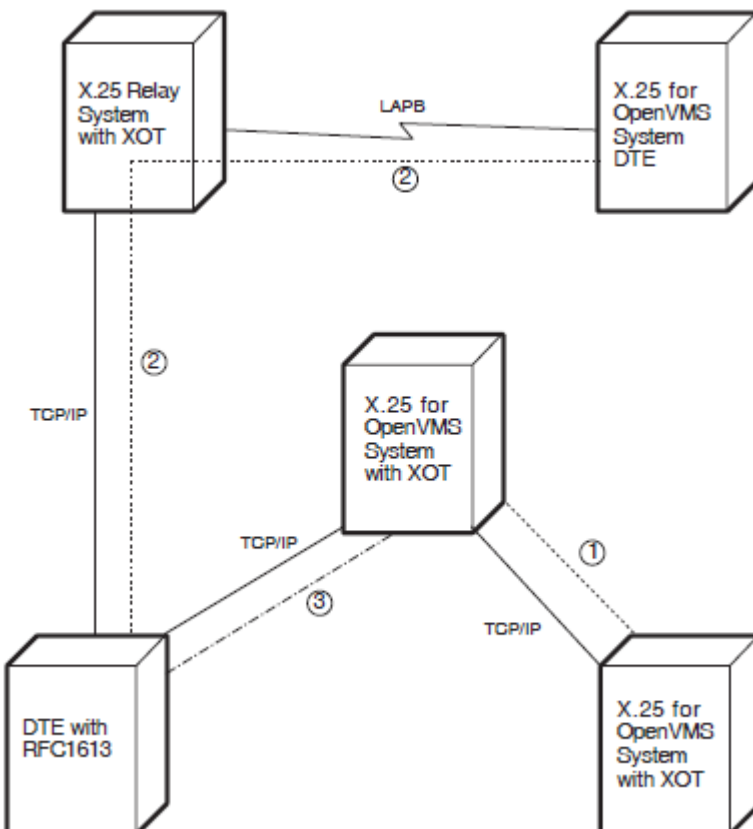 X.25 Relay
System
with XOT
LAPB
X.25 for
OpenVMS
System
DTE
②
②
TCP/IP
X.25 for
OpenVMS
System
with XOT
TCP/IP
①
③
TCP/IP
DTE with
RFC1613
X.25 for
OpenVMS
System
with XOT